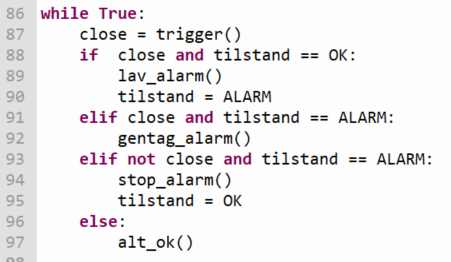 86 while True:
87     close = trigger()
88     if  close and tilstand == OK:
89         lav_alarm()
90         tilstand = ALARM
91     elif close and tilstand == ALARM:
92         gentag_alarm()
93     elif not close and tilstand == ALARM:
94         stop_alarm()
95         tilstand = OK
96     else:
97         alt_ok()
98